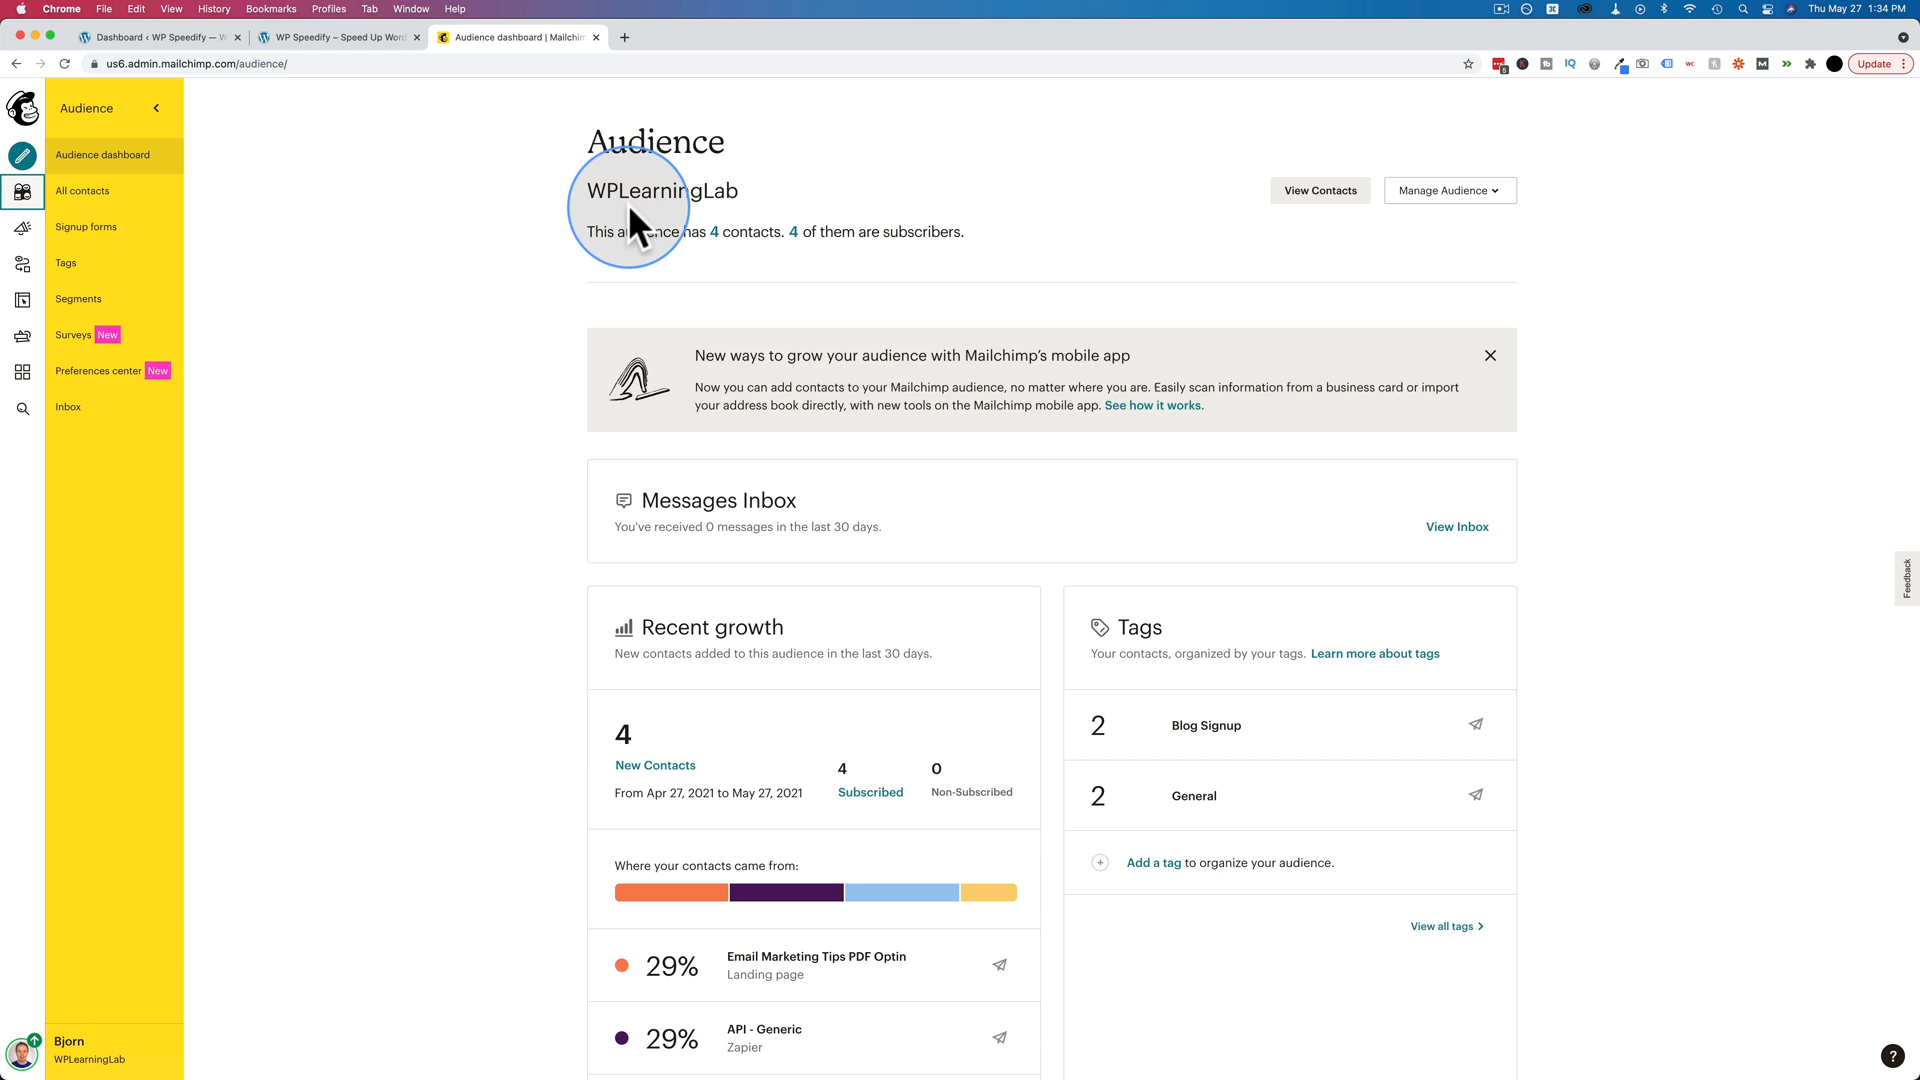 Chrome File Edit View History Bookmarks Profiles Tab Window Help
Thu May 27 1:34 PM
Dashboard ‹ WP Speedify — W
WP Speedify – Speed Up Word
Audience dashboard | Mailchim
us6.admin.mailchimp.com/audience/
Update
Audience
Audience dashboard
All contacts
Signup forms
Tags
Segments
Surveys New
Preferences center New
Inbox
Bjorn
WPLearningLab
Audience
WPLearningLab
View Contacts
Manage Audience
This has 4 contacts. 4 of them are subscribers.
New ways to grow your audience with Mailchimp's mobile app
Now you can add contacts to your Mailchimp audience, no matter where you are. Easily scan information from a business card or import
your address book directly, with new tools on the Mailchimp mobile app. See how it works.
Messages Inbox
You've received 0 messages in the last 30 days.
View Inbox
Recent growth
New contacts added to this audience in the last 30 days.
4
New Contacts
From Apr 27, 2021 to May 27, 2021
4
Subscribed
0
Non-Subscribed
Where your contacts came from:
29%
Email Marketing Tips PDF Optin
Landing page
29%
API - Generic
Zapier
Tags
Your contacts, organized by your tags. Learn more about tags
2 Blog Signup
2 General
Add a tag to organize your audience.
View all tags
Feedback
?